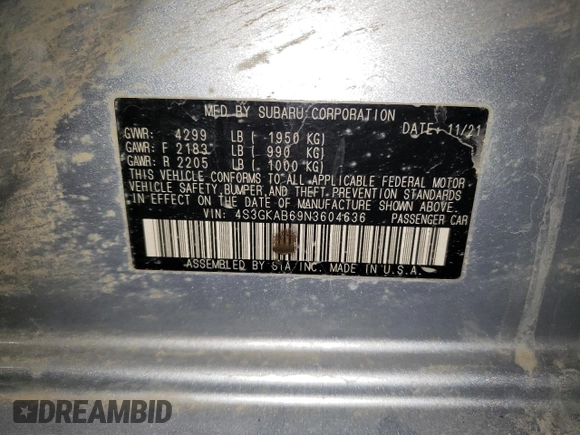 MFD BY SUBARU CORPORATION
GVWR: 4299 LB [ 1950 KG] DATE: 11/21
GAWR: F 2183 LB [ 990 KG]
GAWR: R 2205 LB [ 1000 KG]
THIS VEHICLE CONFORMS TO ALL APPLICABLE FEDERAL MOTOR
VEHICLE SAFETY, BUMPER, AND THEFT PREVENTION STANDARDS
IN EFFECT ON THE DATE OF MANUFACTURE SHOWN ABOVE.
VIN: 4S3GKAB69N3604636 PASSENGER CAR
ASSEMBLED BY SIA, INC. MADE IN U.S.A.
DREAMBID